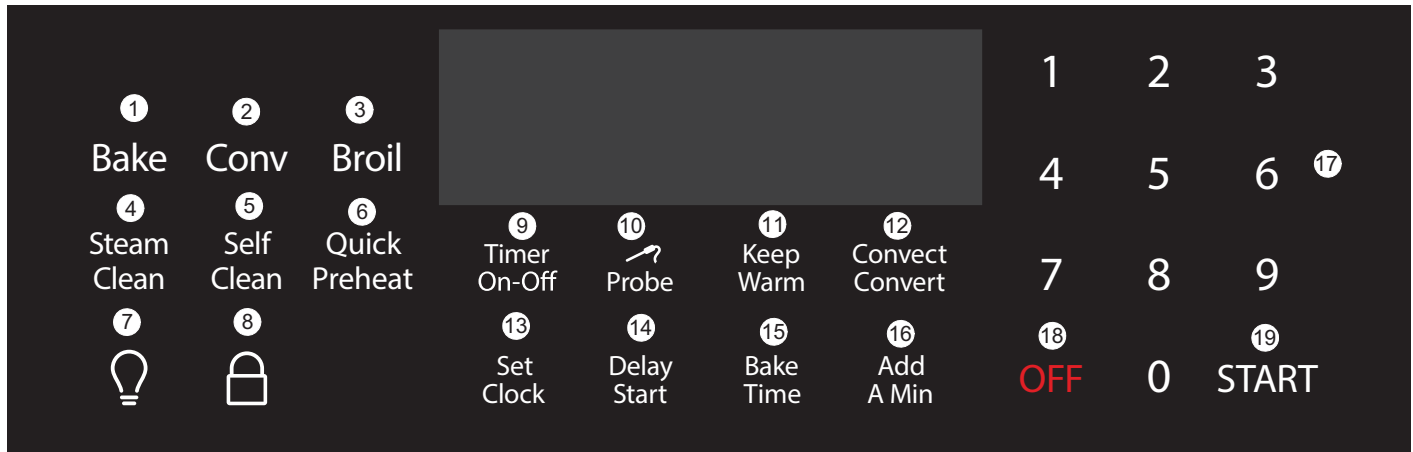 1 2 3
1 2 3
Bake Conv Broil
4 5 6 17
4 5 6
Steam Self Quick
Clean Clean Preheat
9 10 11 12
Timer Keep Convect
On-Off Probe Warm Convert
7 8 9
7 8
13 14 15 16 18 19
Set Delay Bake Add
Clock Start Time A Min
OFF 0 START